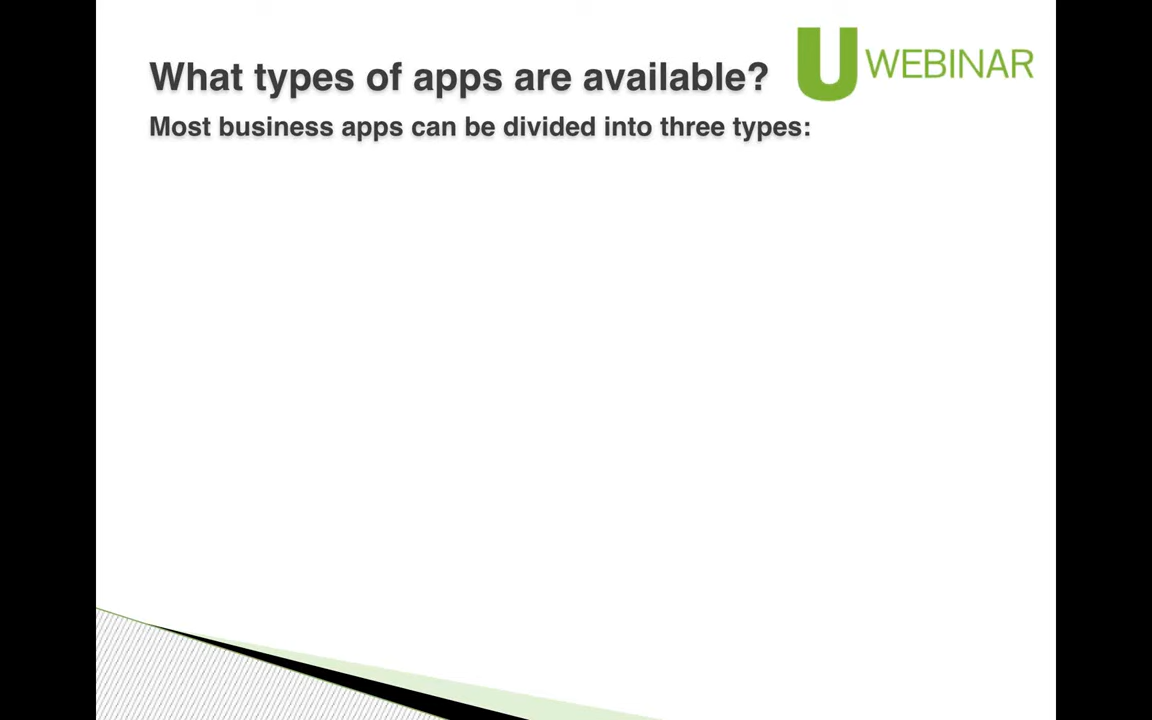 What types of apps are available?
U WEBINAR
Most business apps can be divided into three types: